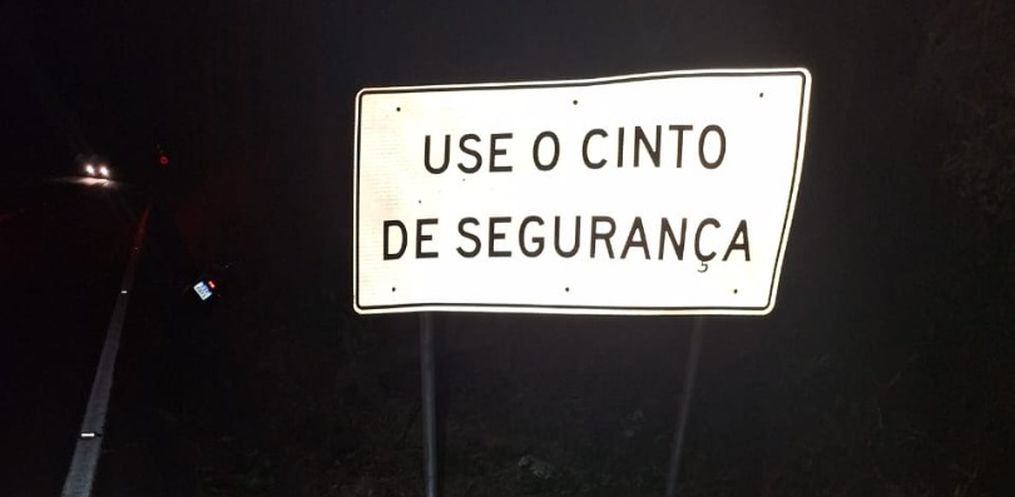 USE O CINTO
DE SEGURANÇA